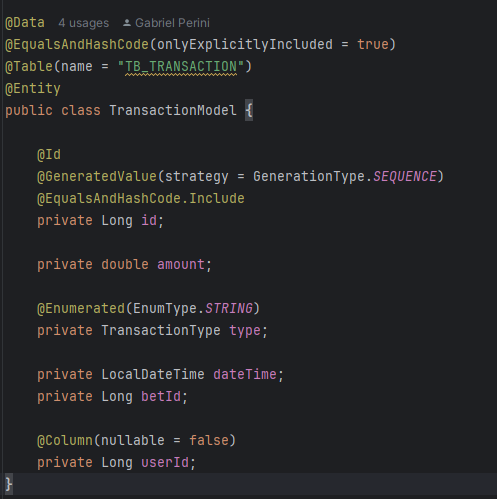 @Data 4 usages Gabriel Perini
@EqualsAndHashCode(onlyExplicitlyIncluded = true)
@Table(name = "TB_TRANSACTION")
@Entity
public class TransactionModel {
@Id
@GeneratedValue(strategy = GenerationType.SEQUENCE)
@EqualsAndHashCode.Include
private Long id;
private double amount;
@Enumerated(EnumType.STRING)
private TransactionType type;
private LocalDateTime dateTime;
private Long betId;
@Column(nullable = false)
private Long userId;
}